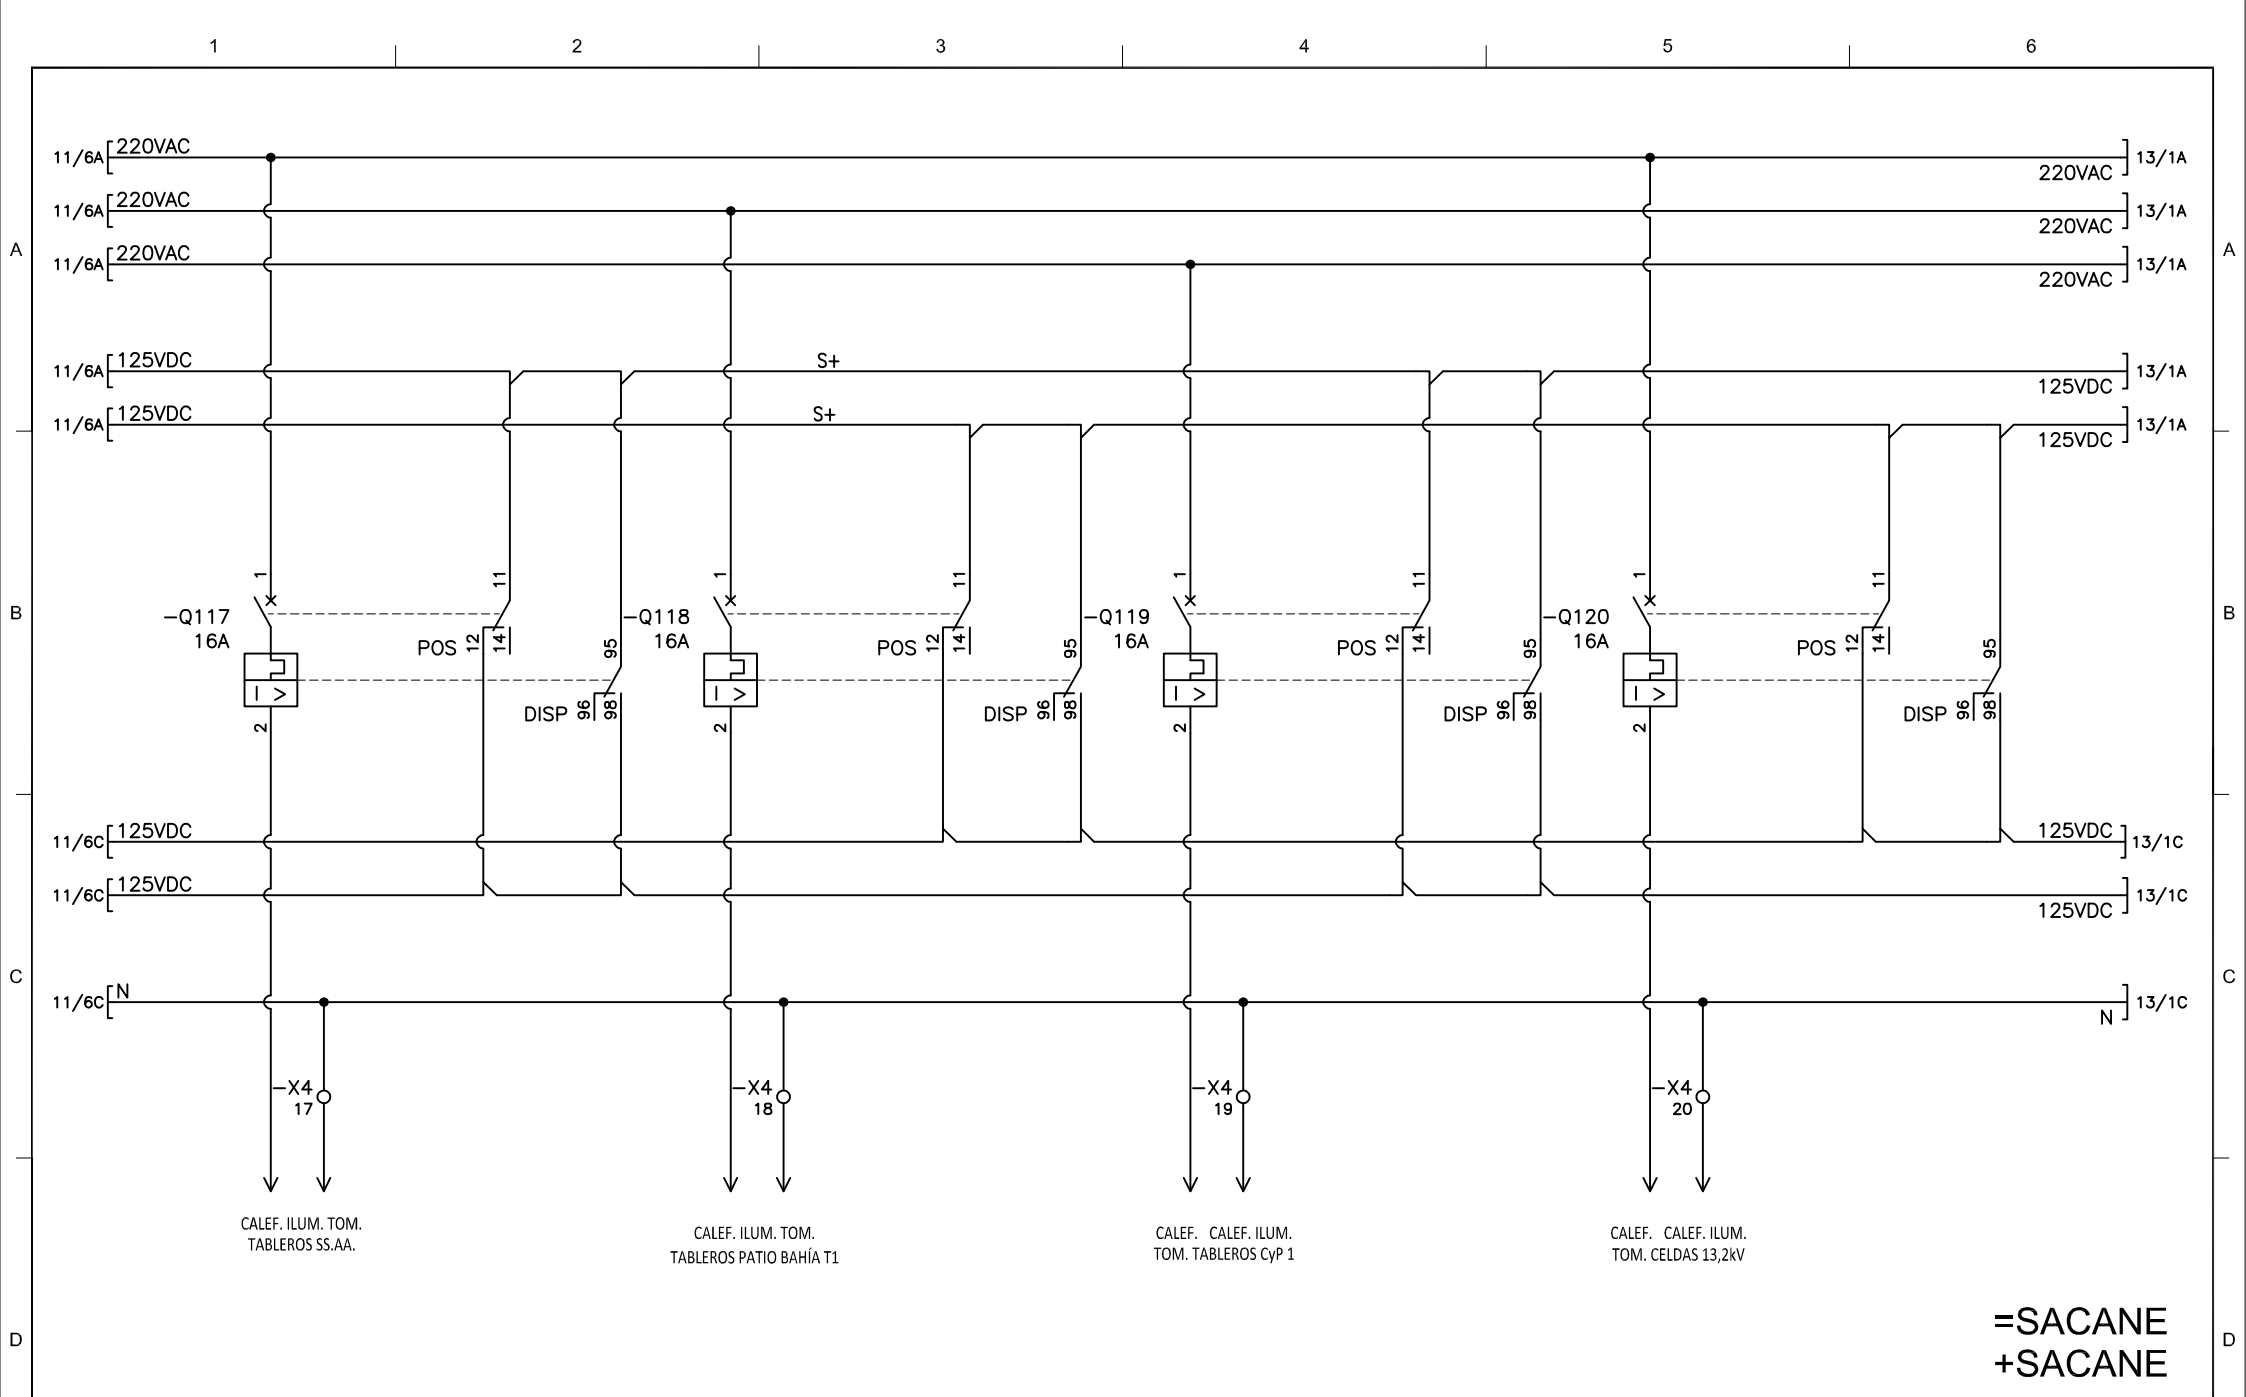 1 2 3 4 5 6
11/6A 220VAC 13/1A
220VAC
11/6A 220VAC 13/1A
220VAC
A 11/6A 220VAC 13/1A A
220VAC
11/6A 125VDC S+ 13/1A
125VDC
11/6A 125VDC S+ 13/1A
125VDC
1 11 1 11 1 11 1 11
B B
-Q117 -Q118 -Q119 -Q120
16A 16A 16A 16A
POS 12 14 95 POS 12 14 95 POS 12 14 95 POS 12 14 95
I > I > I > I >
DISP 96 98 DISP 96 98 DISP 96 98 DISP 96 98
2 2 2 2
11/6C 125VDC 125VDC 13/1C
11/6C 125VDC 13/1C
125VDC
C C
11/6C N 13/1C
N
-X4 -X4 -X4 -X4
17 18 19 20
CALEF. ILUM. TOM.
TABLEROS SS.AA.
CALEF. ILUM. TOM.
TABLEROS PATIO BAHÍA T1
CALEF. CALEF. ILUM.
TOM. TABLEROS CyP 1
CALEF. CALEF. ILUM.
TOM. CELDAS 13,2kV
=SACANE
D D
+SACANE